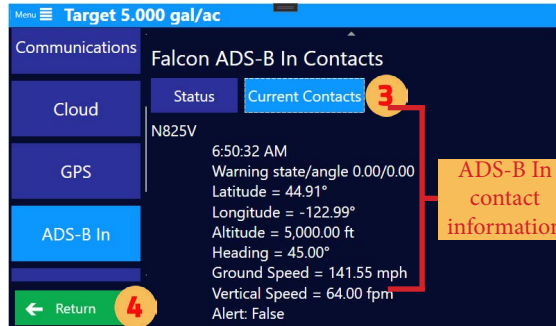 Menu Target 5.000 gal/ac
Communications
Cloud
GPS
ADS-B In
Return
4
Falcon ADS-B In Contacts
Status
Current Contacts
3
N825V
6:50:32 AM
Warning state/angle 0.00/0.00
Latitude = 44.91°
Longitude = -122.99°
Altitude = 5,000.00 ft
Heading = 45.00°
Ground Speed = 141.55 mph
Vertical Speed = 64.00 fpm
Alert: False
ADS-B In
contact
information